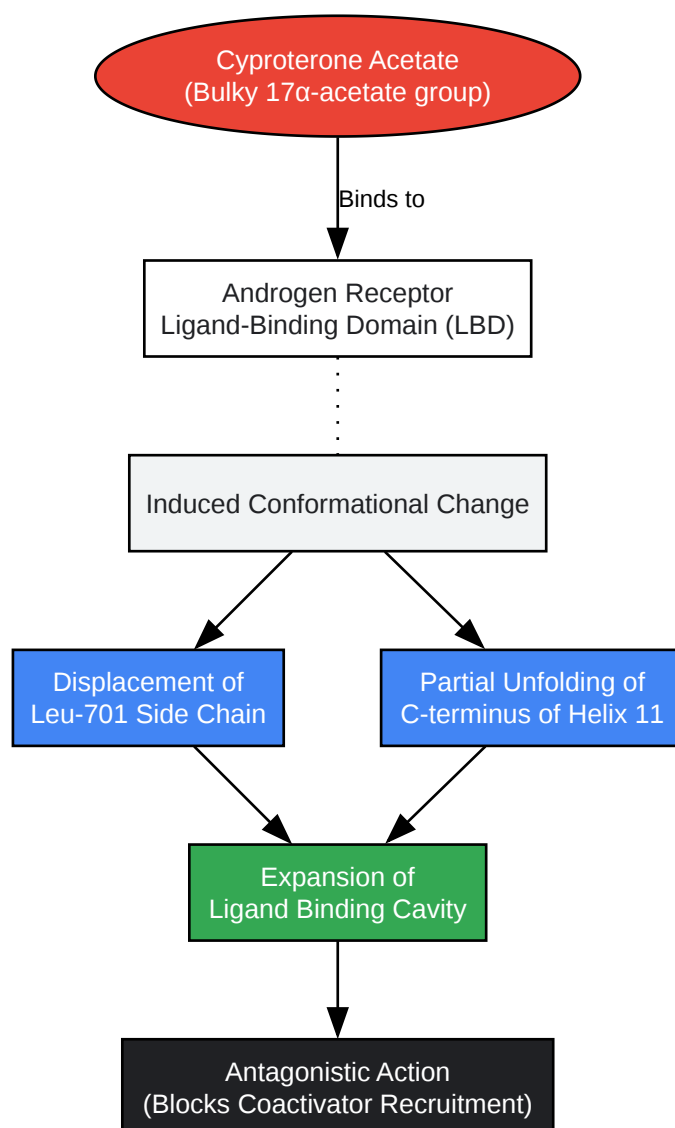 Cyproterone Acetate
(Bulky 17α-acetate group)
Binds to
Androgen Receptor
Ligand-Binding Domain (LBD)
Induced Conformational Change
Displacement of
Leu-701 Side Chain
Partial Unfolding of
C-terminus of Helix 11
Expansion of
Ligand Binding Cavity
Antagonistic Action
(Blocks Coactivator Recruitment)